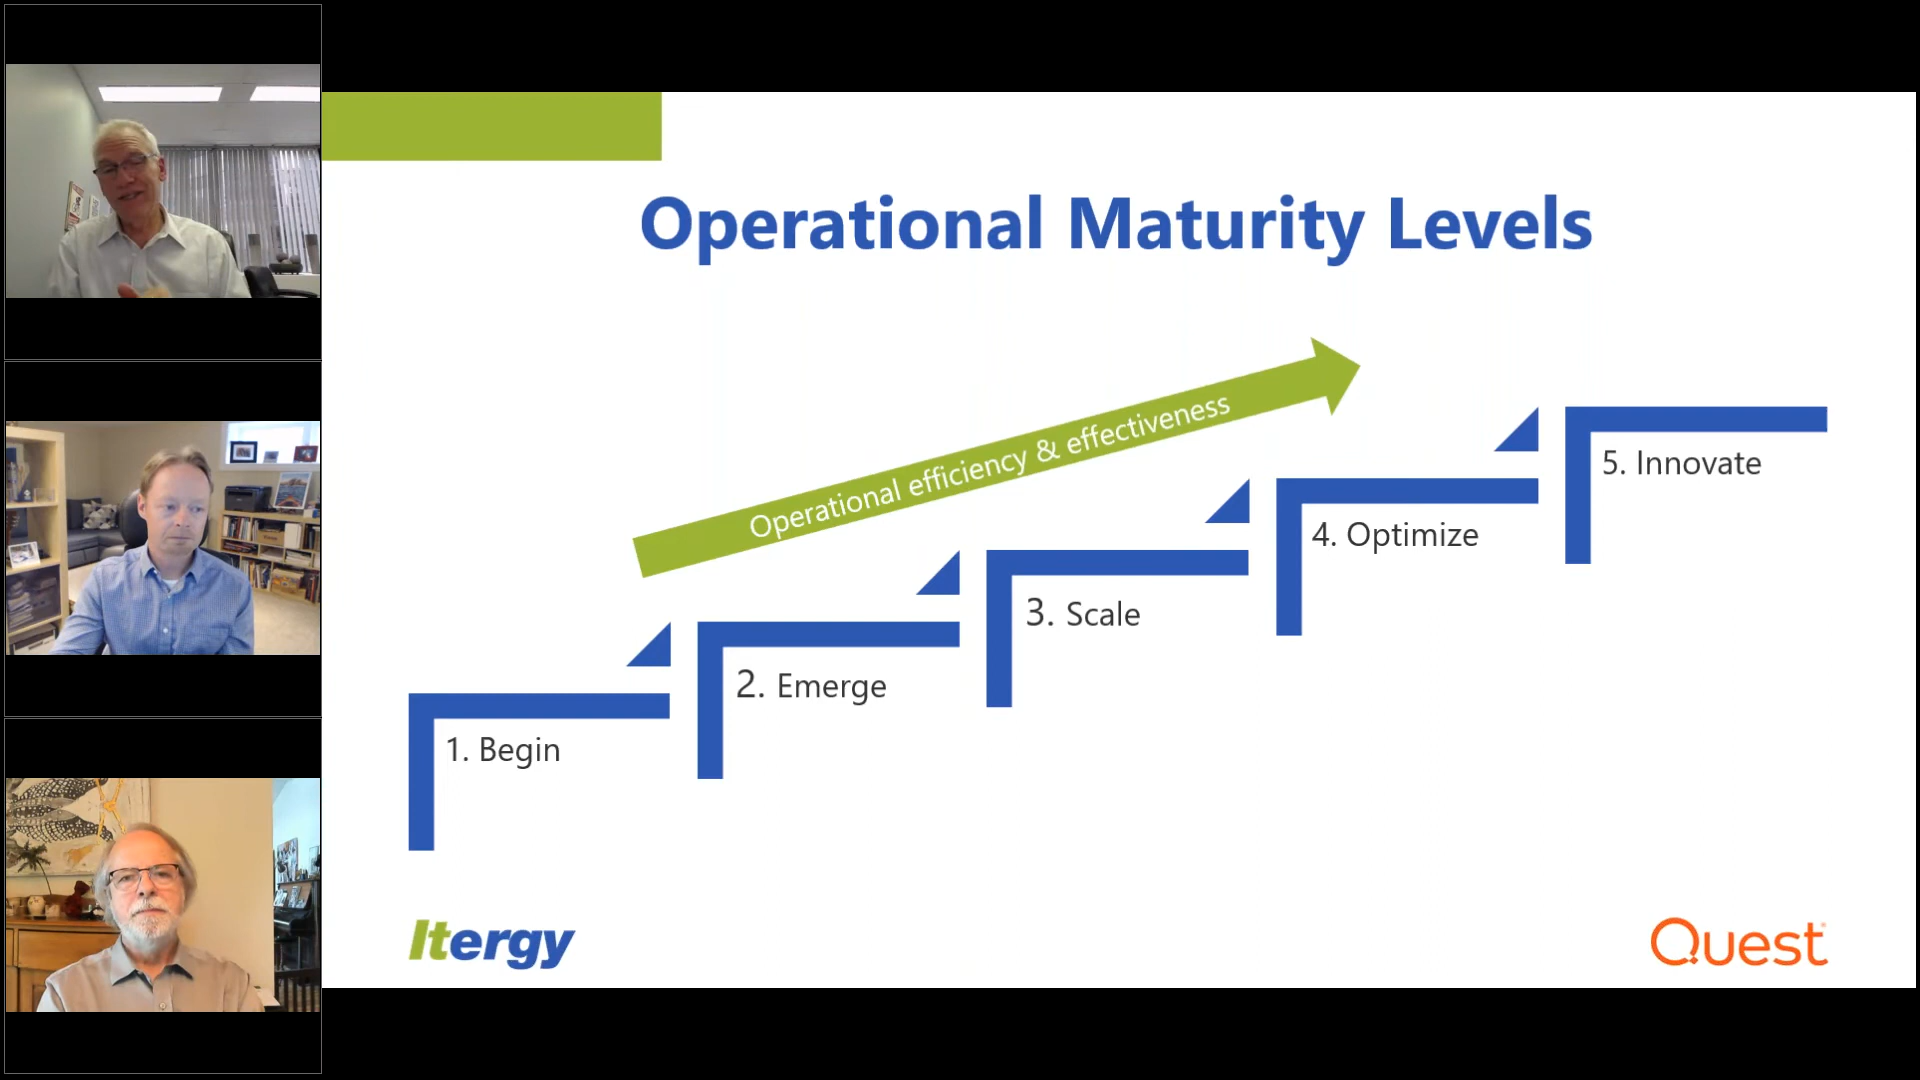 Operational Maturity Levels
Operational efficiency & effectiveness
1. Begin
2. Emerge
3. Scale
4. Optimize
5. Innovate
Itergy
Quest